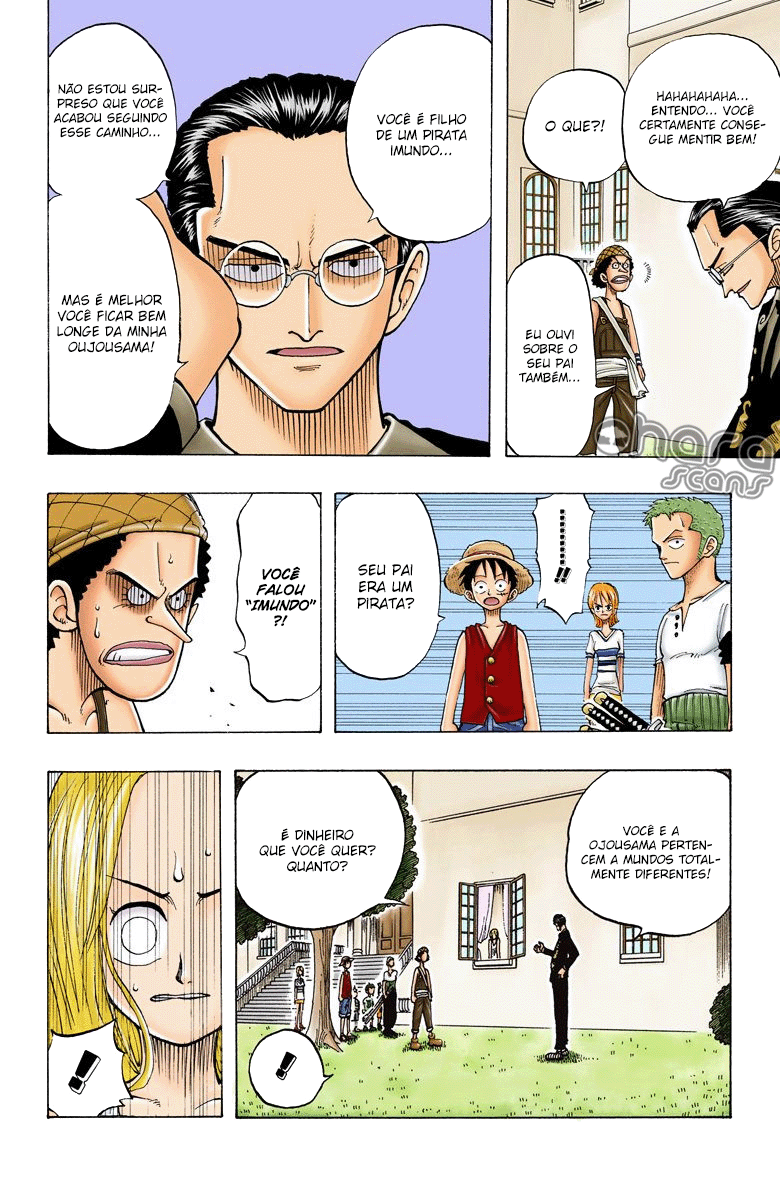 HAHAHAHAHA...
ENTENDO... VOCÊ
CERTAMENTE CONSE-
GUE MENTIR BEM!
O QUE?!
EU OUVI
SOBRE O
SEU PAI
TAMBÉM...
VOCÊ É FILHO
DE UM PIRATA
IMUNDO...
NÃO ESTOU SUR-
PRESO QUE VOCÊ
ACABOU SEGUINDO
ESSE CAMINHO...
MAS É MELHOR
VOCÊ FICAR BEM
LONGE DA MINHA
OUJOUSAMA!
Ohara
scans
........!!
SEU PAI
ERA UM
PIRATA?
VOCÊ
FALOU
"IMUNDO"
?!
VOCÊ E A
OJOUSAMA PERTEN-
CEM A MUNDOS TOTAL-
MENTE DIFERENTES!
É DINHEIRO
QUE VOCÊ QUER?
QUANTO?
!
!